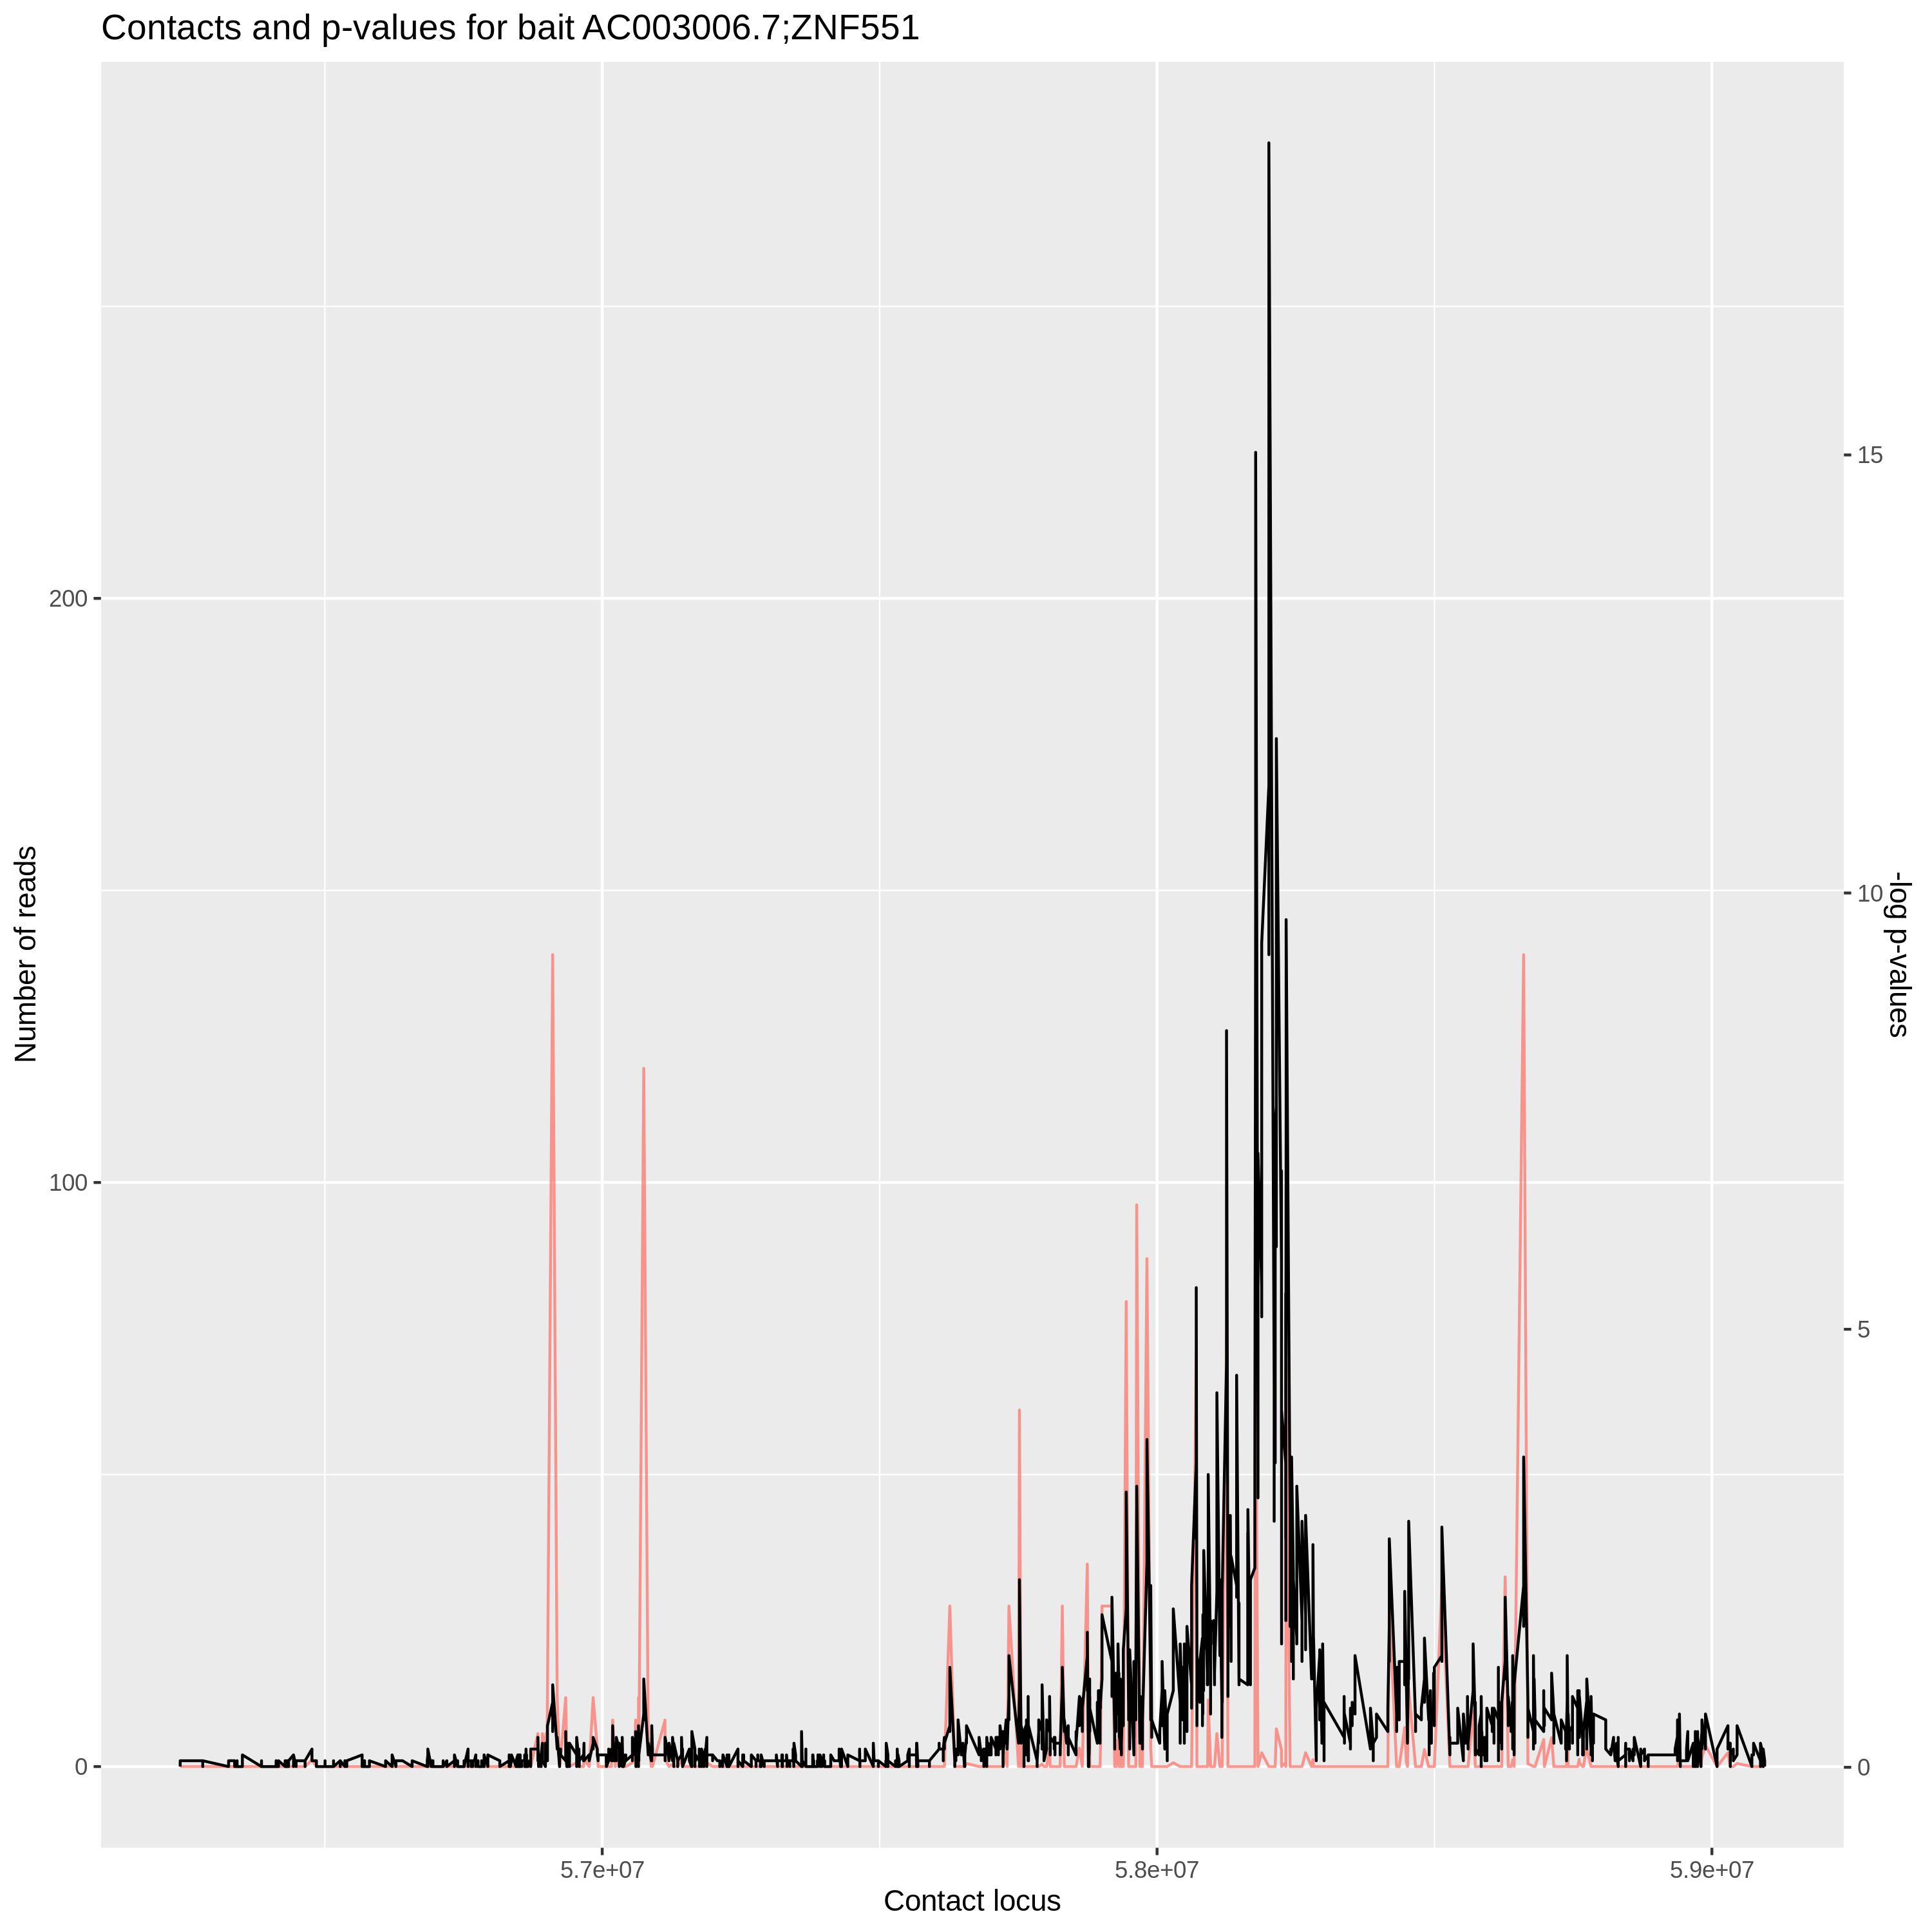 Contacts and p-values for bait AC003006.7;ZNF551
Number of reads
200
100
0
15
10
5
0
-log p-values
5.7e+07
5.8e+07
5.9e+07
Contact locus